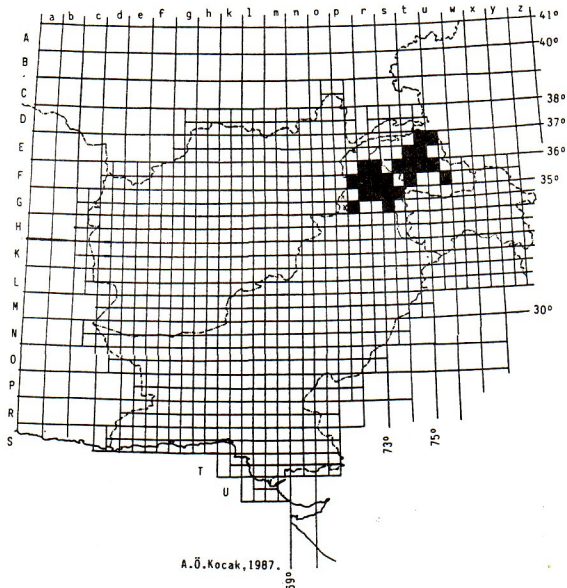 a b c d e f g h k l m n o p r s t u w x y z
41°
40°
38°
37°
36°
35°
30°
A
B
C
D
E
F
G
H
K
L
M
N
O
P
R
S
T
U
73°
75°
69°
A.Ö.Kocak,1987.